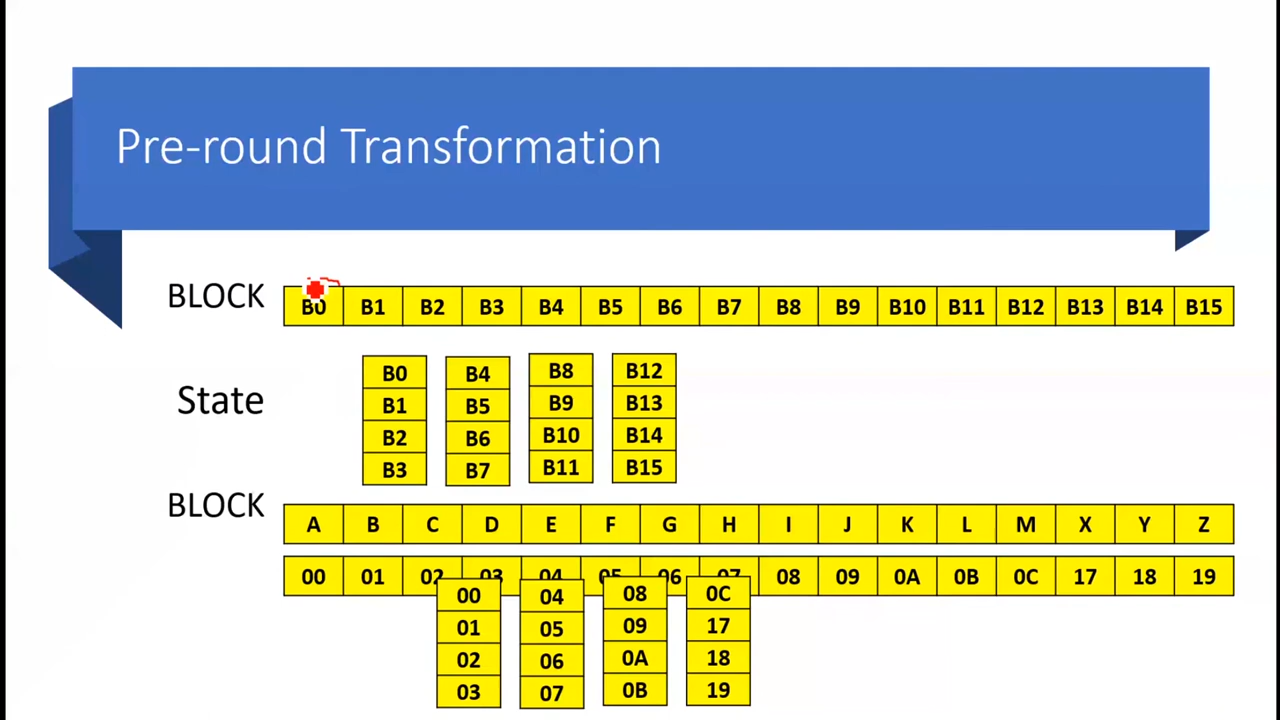 Pre-round Transformation
BLOCK B0 B1 B2 B3 B4 B5 B6 B7 B8 B9 B10 B11 B12 B13 B14 B15
State
B0 B4 B8 B12
B1 B5 B9 B13
B2 B6 B10 B14
B3 B7 B11 B15
BLOCK
A B C D E F G H I J K L M X Y Z
00 01 02 03 04 05 06 07 08 09 0A 0B 0C 17 18 19
00 04 08 0C
01 05 09 17
02 06 0A 18
03 07 0B 19